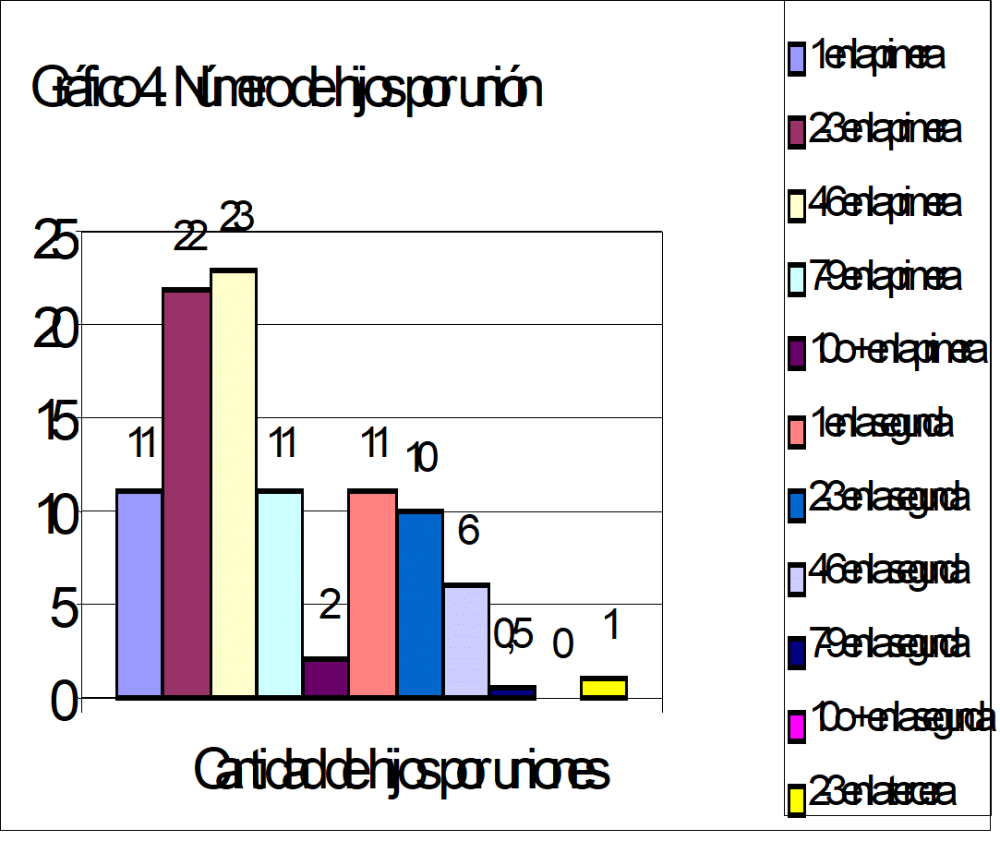 Gráfico 4. Número de hijos por unión
25
20
15
10
5
0
11
22
23
11
2
11
10
6
0,5
0
1
Cantidad de hijos por uniones
1 en la primera
2-3 en la primera
4-6 en la primera
7-9 en la primera
10 o + en la primera
1 en la segunda
2-3 en la segunda
4-6 en la segunda
7-9 en la segunda
10 o + en la segunda
2-3 en la tercera